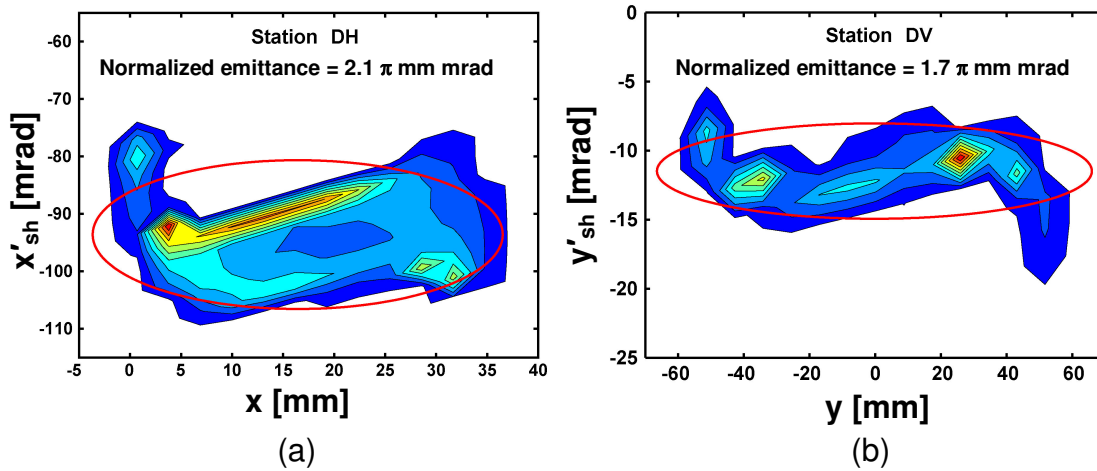 Station DH
Normalized emittance = 2.1 π mm mrad
-60
-70
-80
-90
-100
-110
x′sh [mrad]
-5 0 5 10 15 20 25 30 35 40
x [mm]
(a)
Station DV
Normalized emittance = 1.7 π mm mrad
0
-5
-10
-15
-20
-25
y′sh [mrad]
-60 -40 -20 0 20 40 60
y [mm]
(b)